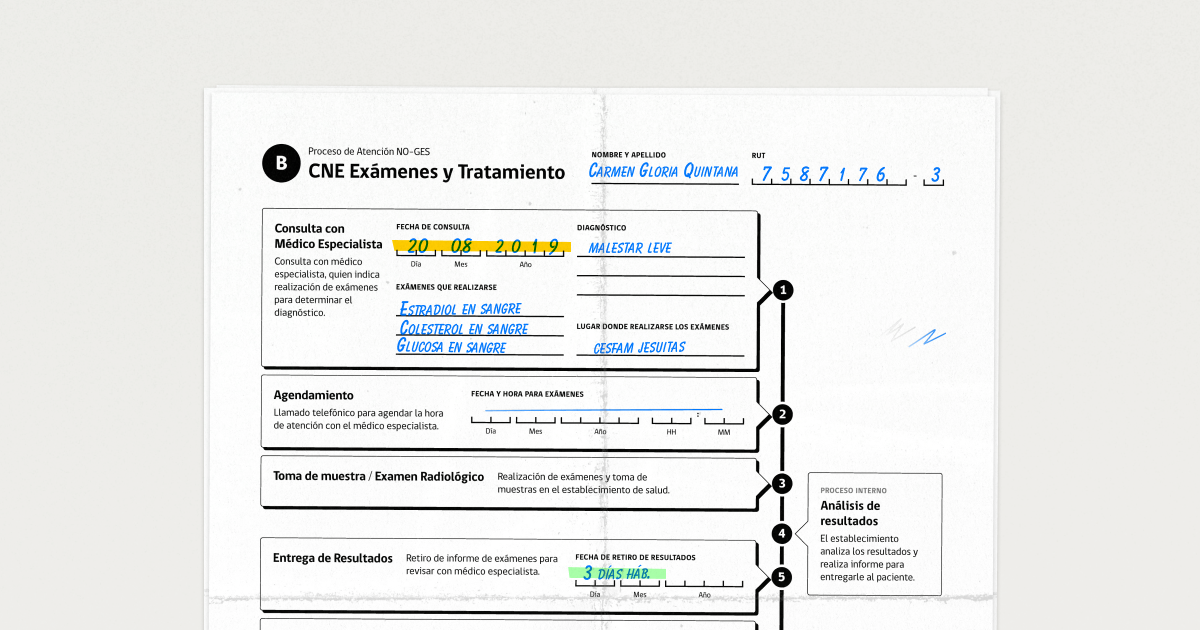 B
Proceso de Atención NO-GES
CNE Exámenes y Tratamiento
NOMBRE Y APELLIDO
CARMEN GLORIA QUINTANA
RUT
7 5 8 7 1 7 6 - 3
Consulta con
Médico Especialista
Consulta con médico
especialista, quien indica
realización de exámenes
para determinar el
diagnóstico.
FECHA DE CONSULTA
20 08 2019
Día Mes Año
DIAGNÓSTICO
MALESTAR LEVE
EXÁMENES QUE REALIZARSE
ESTRADIOL EN SANGRE
COLESTEROL EN SANGRE
GLUCOSA EN SANGRE
LUGAR DONDE REALIZARSE LOS EXÁMENES
CESFAM JESUITAS
1
Agendamiento
Llamado telefónico para agendar la hora
de atención con el médico especialista.
FECHA Y HORA PARA EXÁMENES
:
Día Mes Año HH MM
2
Toma de muestra / Examen Radiológico
Realización de exámenes y toma de
muestras en el establecimiento de salud.
3
4
PROCESO INTERNO
Análisis de
resultados
El establecimiento
analiza los resultados y
realiza informe para
entregarle al paciente.
Entrega de Resultados
Retiro de informe de exámenes para
revisar con médico especialista.
FECHA DE RETIRO DE RESULTADOS
3 DÍAS HÁB.
Día Mes Año
5